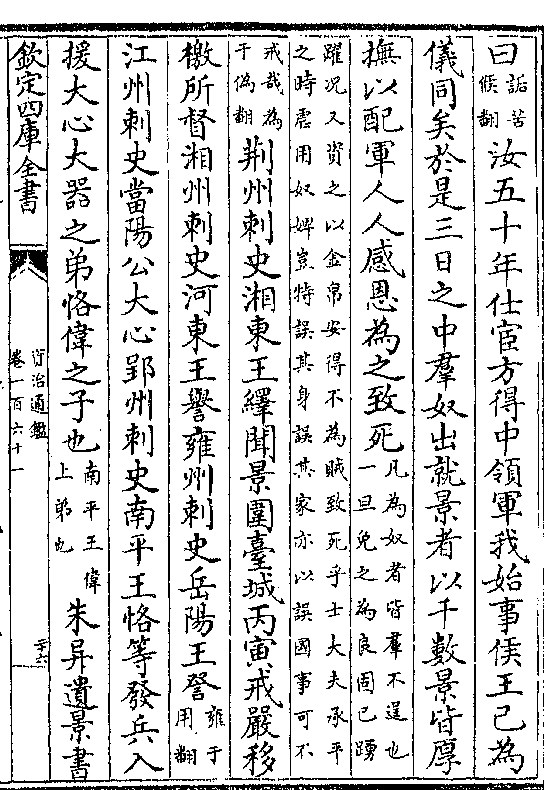 曰詬苦候翻汝五十年仕宦方得中領軍我始事侯王已為
儀同矣於是三日之中羣奴出就景者以千數景皆厚
撫以配軍人人感恩為之致死凡為奴者皆羣不逞也一旦免之為良固已踴
躍況又資之以金帛安得不為賊致死乎士大夫承平
之時虐用奴婢豈特誤其身誤其家亦以誤國事可不
戒哉為于偽翻荆州刺史湘東王繹聞景圍臺城丙寅戒嚴移
檄所督湘州刺史河東王譽雍州刺史岳陽王詧雍于用翻
江州刺史當陽公大心郢州刺史南平王恪等發兵入
援大心大器之弟恪偉之子也南平王偉上弟也朱异遺景書
欽定四庫全書
資治通鑑
卷一百六十一
二十六